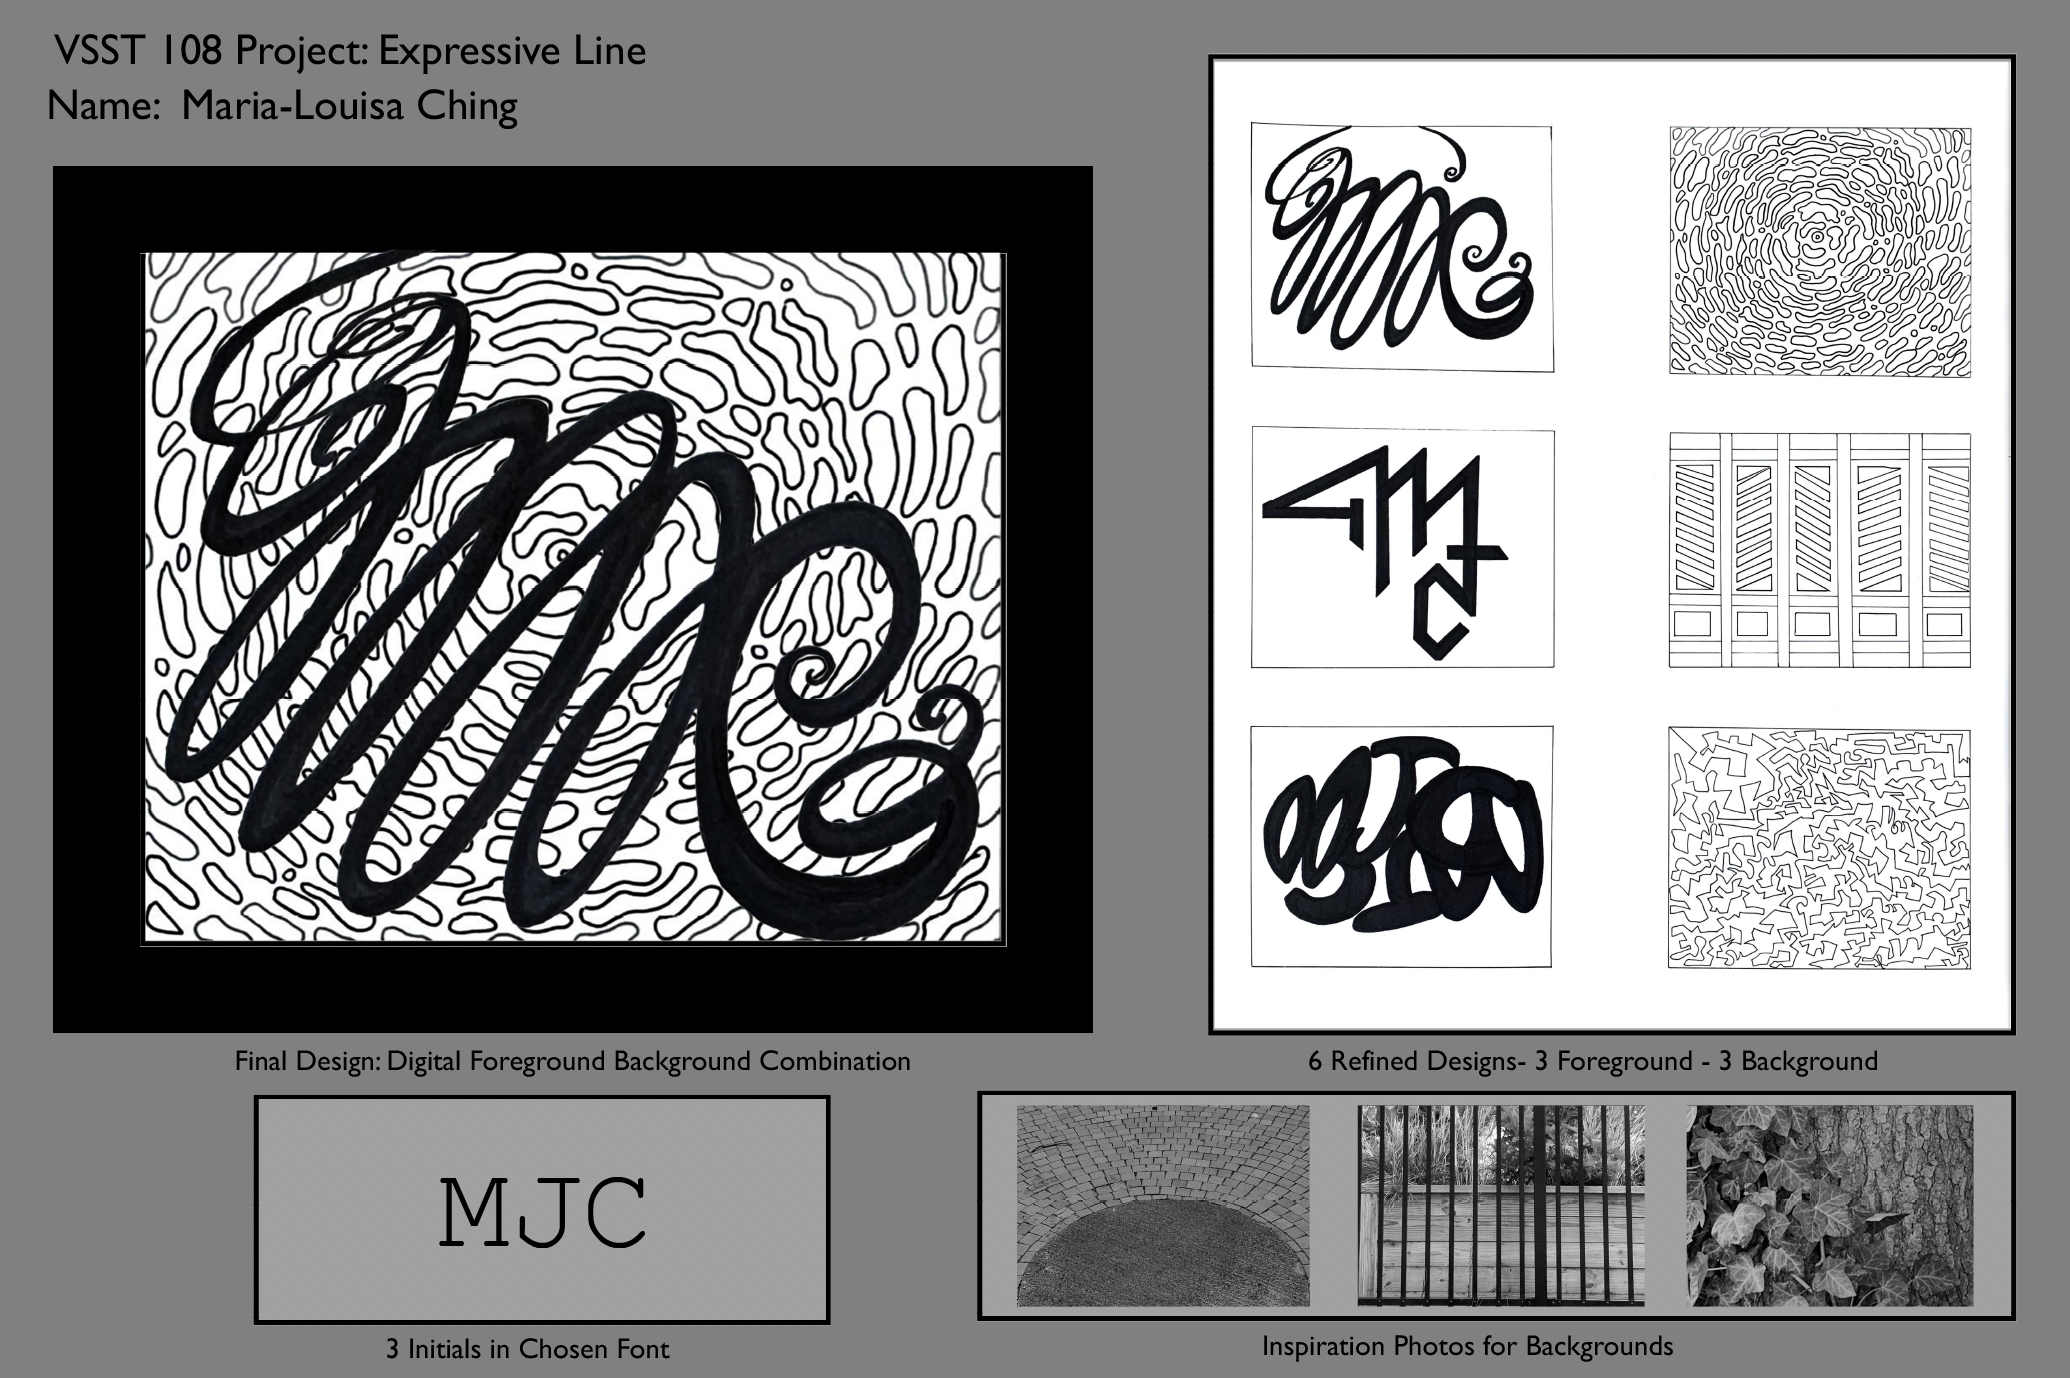 VSST 108 Project: Expressive Line
Name: Maria-Louisa Ching
Final Design: Digital Foreground Background Combination
6 Refined Designs- 3 Foreground - 3 Background
MJC
3 Initials in Chosen Font
Inspiration Photos for Backgrounds